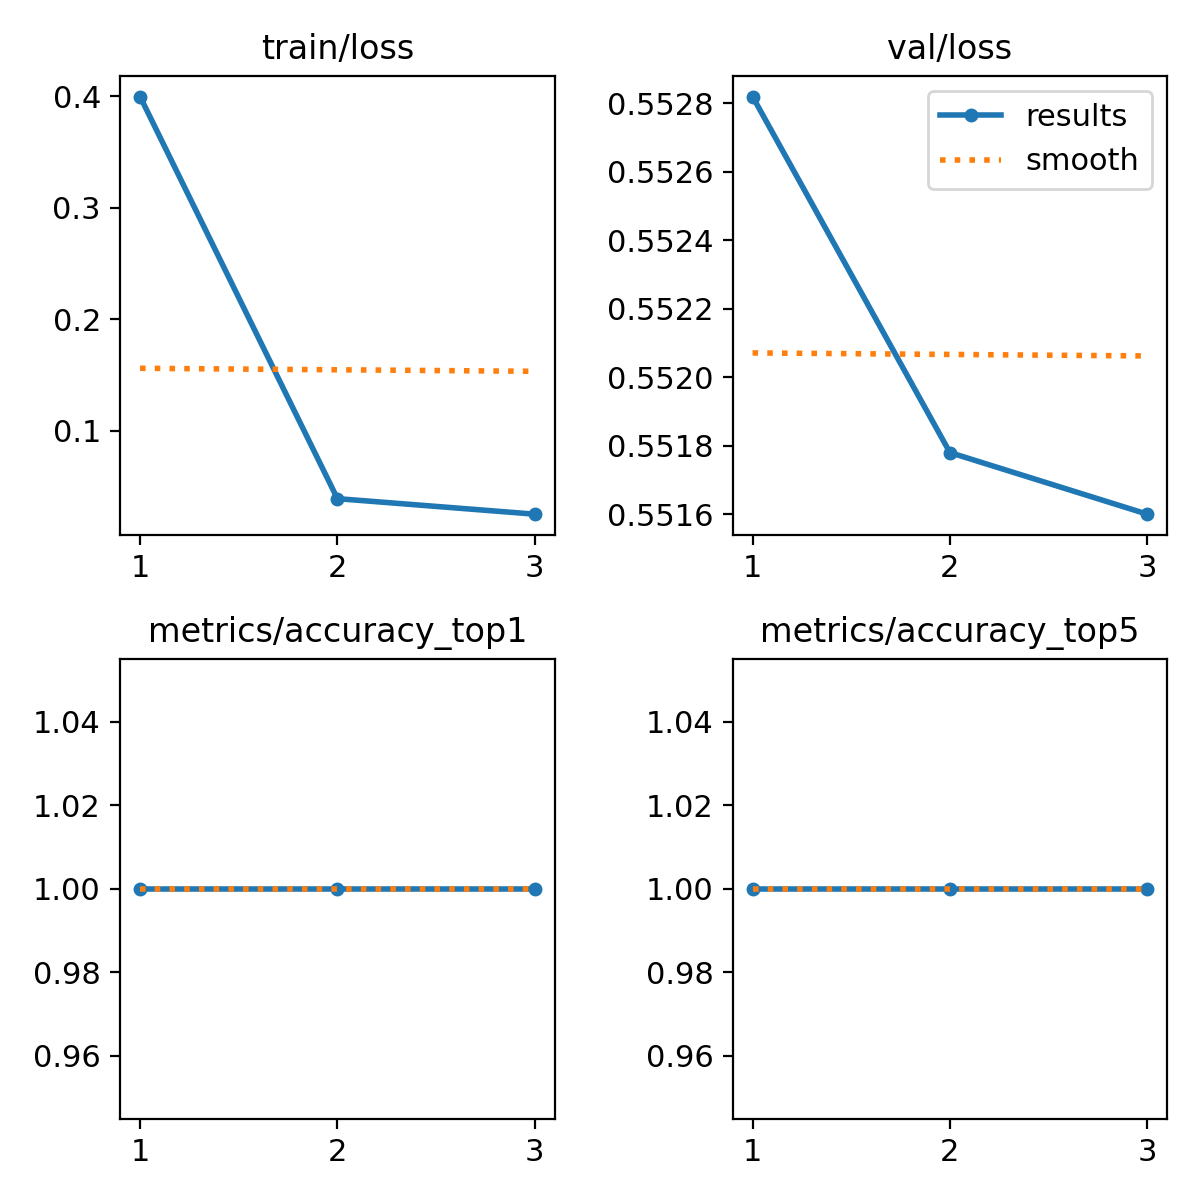 train/loss
0.4
0.3
0.2
0.1
1 2 3
val/loss
results
smooth
0.5528
0.5526
0.5524
0.5522
0.5520
0.5518
0.5516
1 2 3
metrics/accuracy_top1
1.04
1.02
1.00
0.98
0.96
1 2 3
metrics/accuracy_top5
1.04
1.02
1.00
0.98
0.96
1 2 3